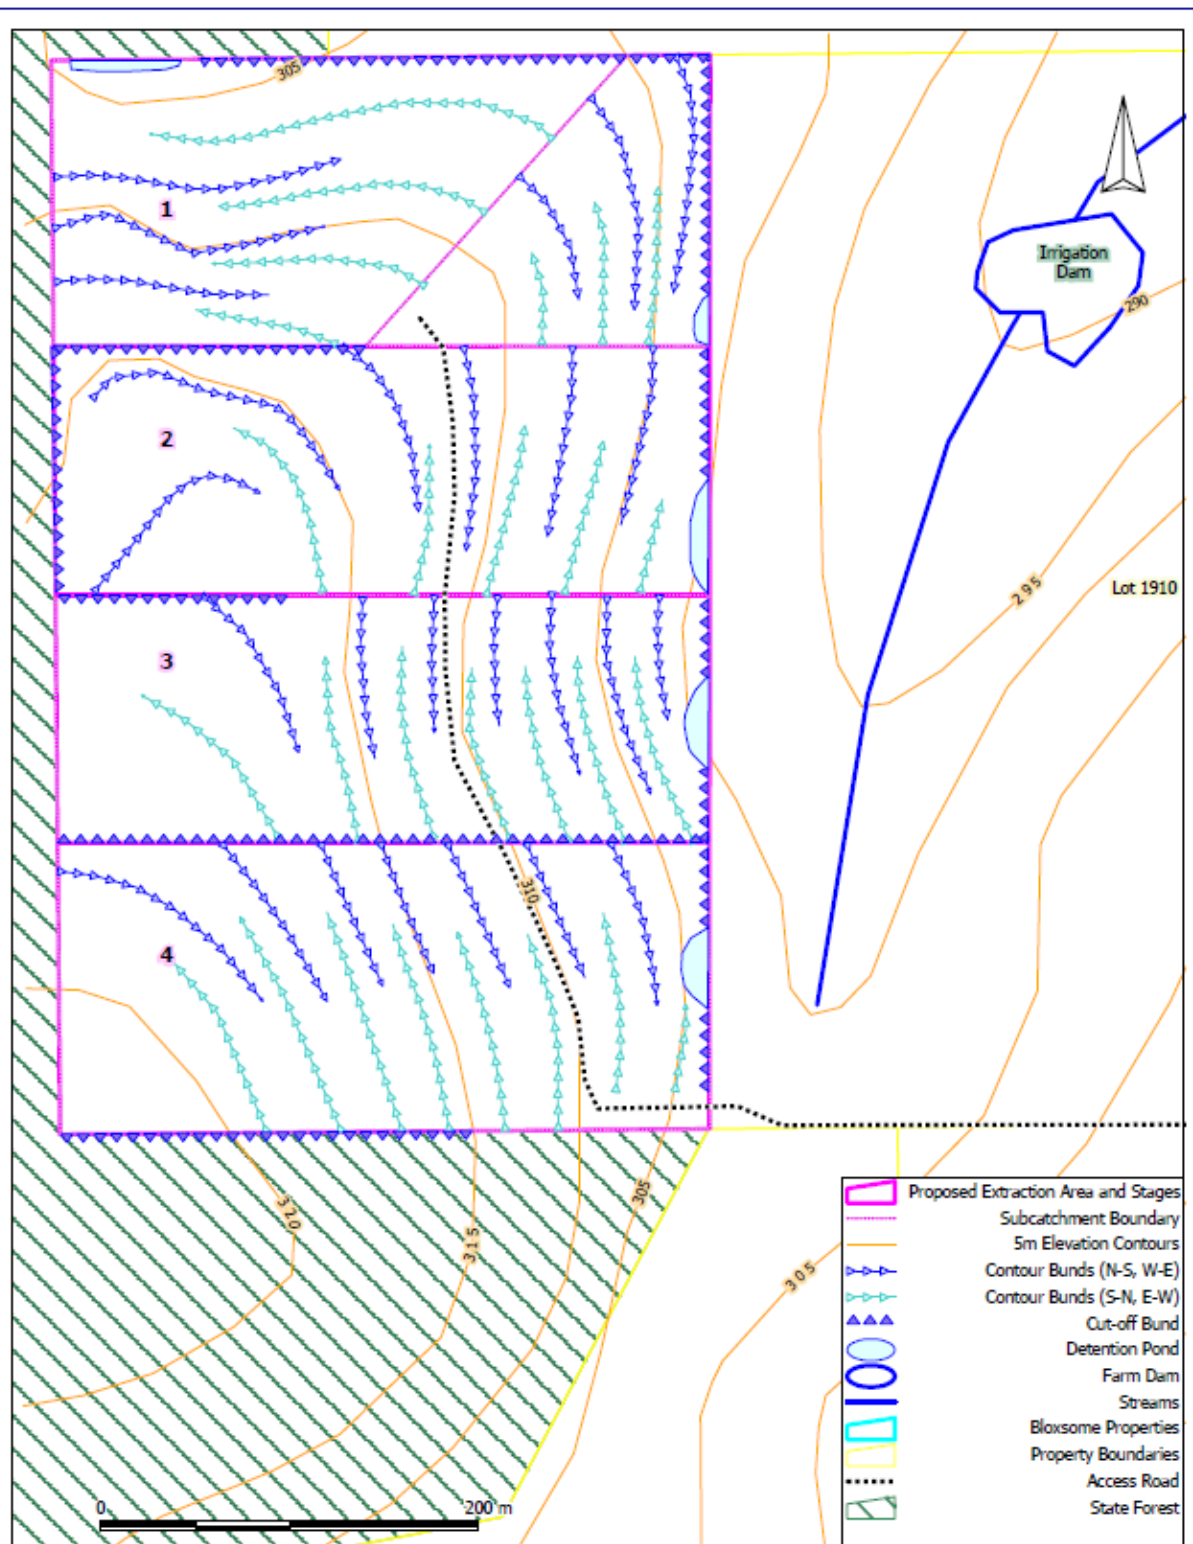 305
1
Irrigation
Dam
290
2
295
Lot 1910
3
310
4
320
315
305
305
Proposed Extraction Area and Stages
Subcatchment Boundary
5m Elevation Contours
Contour Bunds (N-S, W-E)
Contour Bunds (S-N, E-W)
Cut-off Bund
Detention Pond
Farm Dam
Streams
Bloxsome Properties
Property Boundaries
Access Road
State Forest
0 200 m